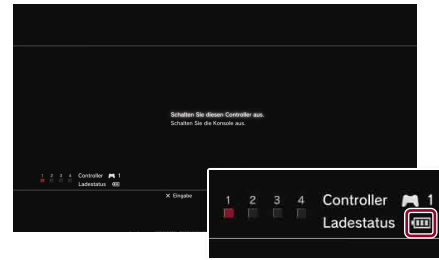 Schalten Sie diesen Controller aus.
Schalten Sie die Konsole aus.
1 2 3 4 Controller 1
Ladestatus
X Eingabe
1 2 3 4 Controller 1
Ladestatus